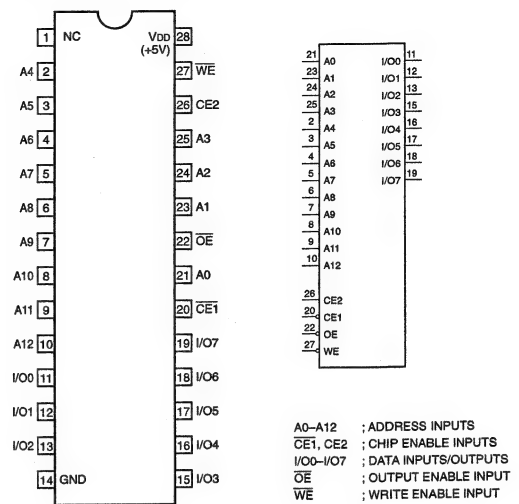 1 NC VDD 28
(+5V)
A4 2 27 W̅E̅
A5 3 26 CE2
A6 4 25 A3
A7 5 24 A2
A8 6 23 A1
A9 7 22 O̅E̅
A10 8 21 A0
A11 9 20 C̅E̅1̅
A12 10 19 I/O7
I/O0 11 18 I/O6
I/O1 12 17 I/O5
I/O2 13 16 I/O4
14 GND 15 I/O3
21 A0 I/O0 11
23 A1 I/O1 12
24 A2 I/O2 13
25 A3 I/O3 15
2 A4 I/O4 16
3 A5 I/O5 17
4 A6 I/O6 18
5 A7 I/O7 19
6 A8
7 A9
8 A10
9 A11
10 A12
26 CE2
20 CE1
22 OE
27 WE
A0–A12 ; ADDRESS INPUTS
C̅E̅1̅, CE2 ; CHIP ENABLE INPUTS
I/O0–I/O7 ; DATA INPUTS/OUTPUTS
O̅E̅ ; OUTPUT ENABLE INPUT
W̅E̅ ; WRITE ENABLE INPUT